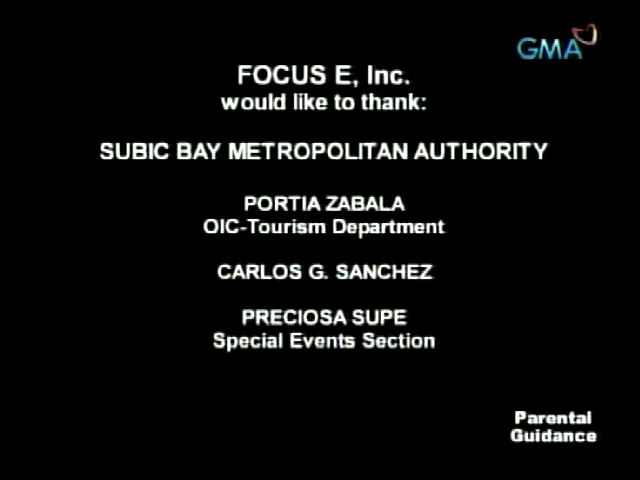 GMA
FOCUS E, Inc.
would like to thank:
SUBIC BAY METROPOLITAN AUTHORITY
PORTIA ZABALA
OIC-Tourism Department
CARLOS G. SANCHEZ
PRECIOSA SUPE
Special Events Section
Parental
Guidance